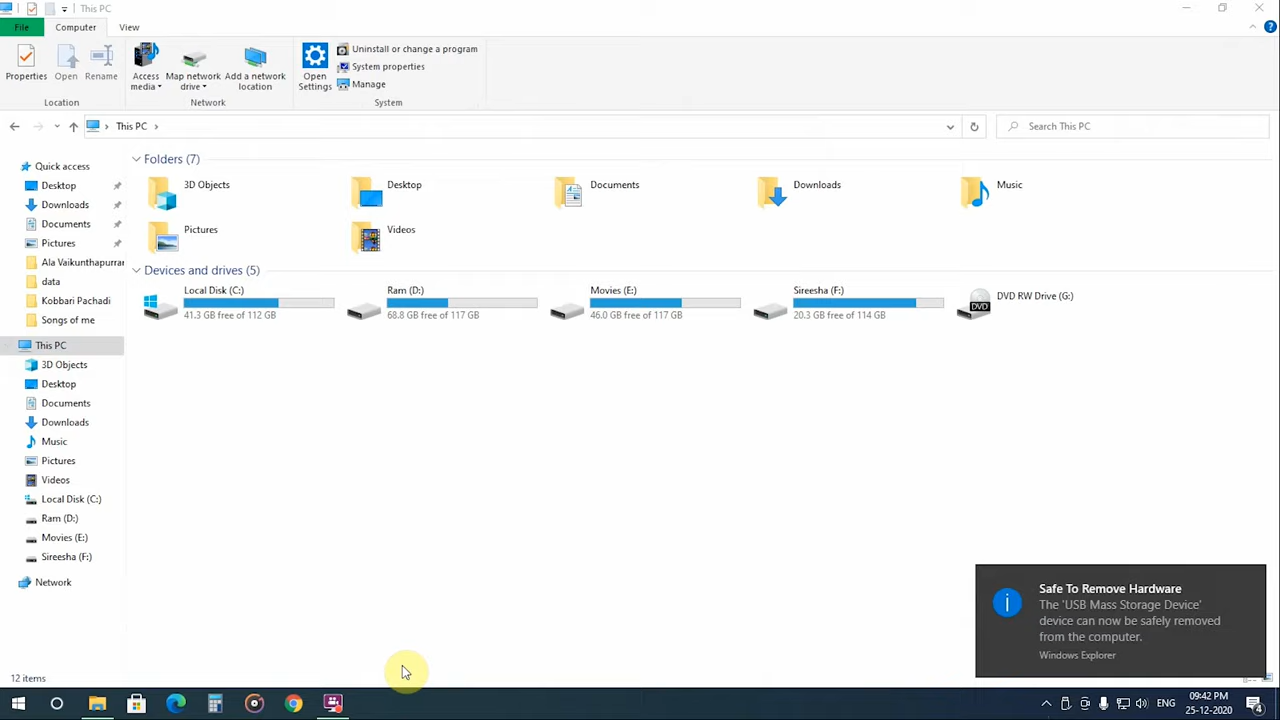 This PC
File
Computer
View
Properties
Open
Rename
Access media
Map network drive
Add a network location
Open Settings
Uninstall or change a program
System properties
Manage
Location
Network
System
This PC
Search This PC
Quick access
Desktop
Downloads
Documents
Pictures
Ala Vaikunthapurrar
data
Kobbari Pachadi
Songs of me
This PC
3D Objects
Desktop
Documents
Downloads
Music
Pictures
Videos
Local Disk (C:)
Ram (D:)
Movies (E:)
Sireesha (F:)
Network
Folders (7)
3D Objects
Desktop
Documents
Downloads
Music
Pictures
Videos
Devices and drives (5)
Local Disk (C:)
41.3 GB free of 112 GB
Ram (D:)
68.8 GB free of 117 GB
Movies (E:)
46.0 GB free of 117 GB
Sireesha (F:)
20.3 GB free of 114 GB
DVD
DVD RW Drive (G:)
Safe To Remove Hardware
The 'USB Mass Storage Device'
device can now be safely removed
from the computer.
Windows Explorer
12 items
ENG
09:42 PM
25-12-2020
4